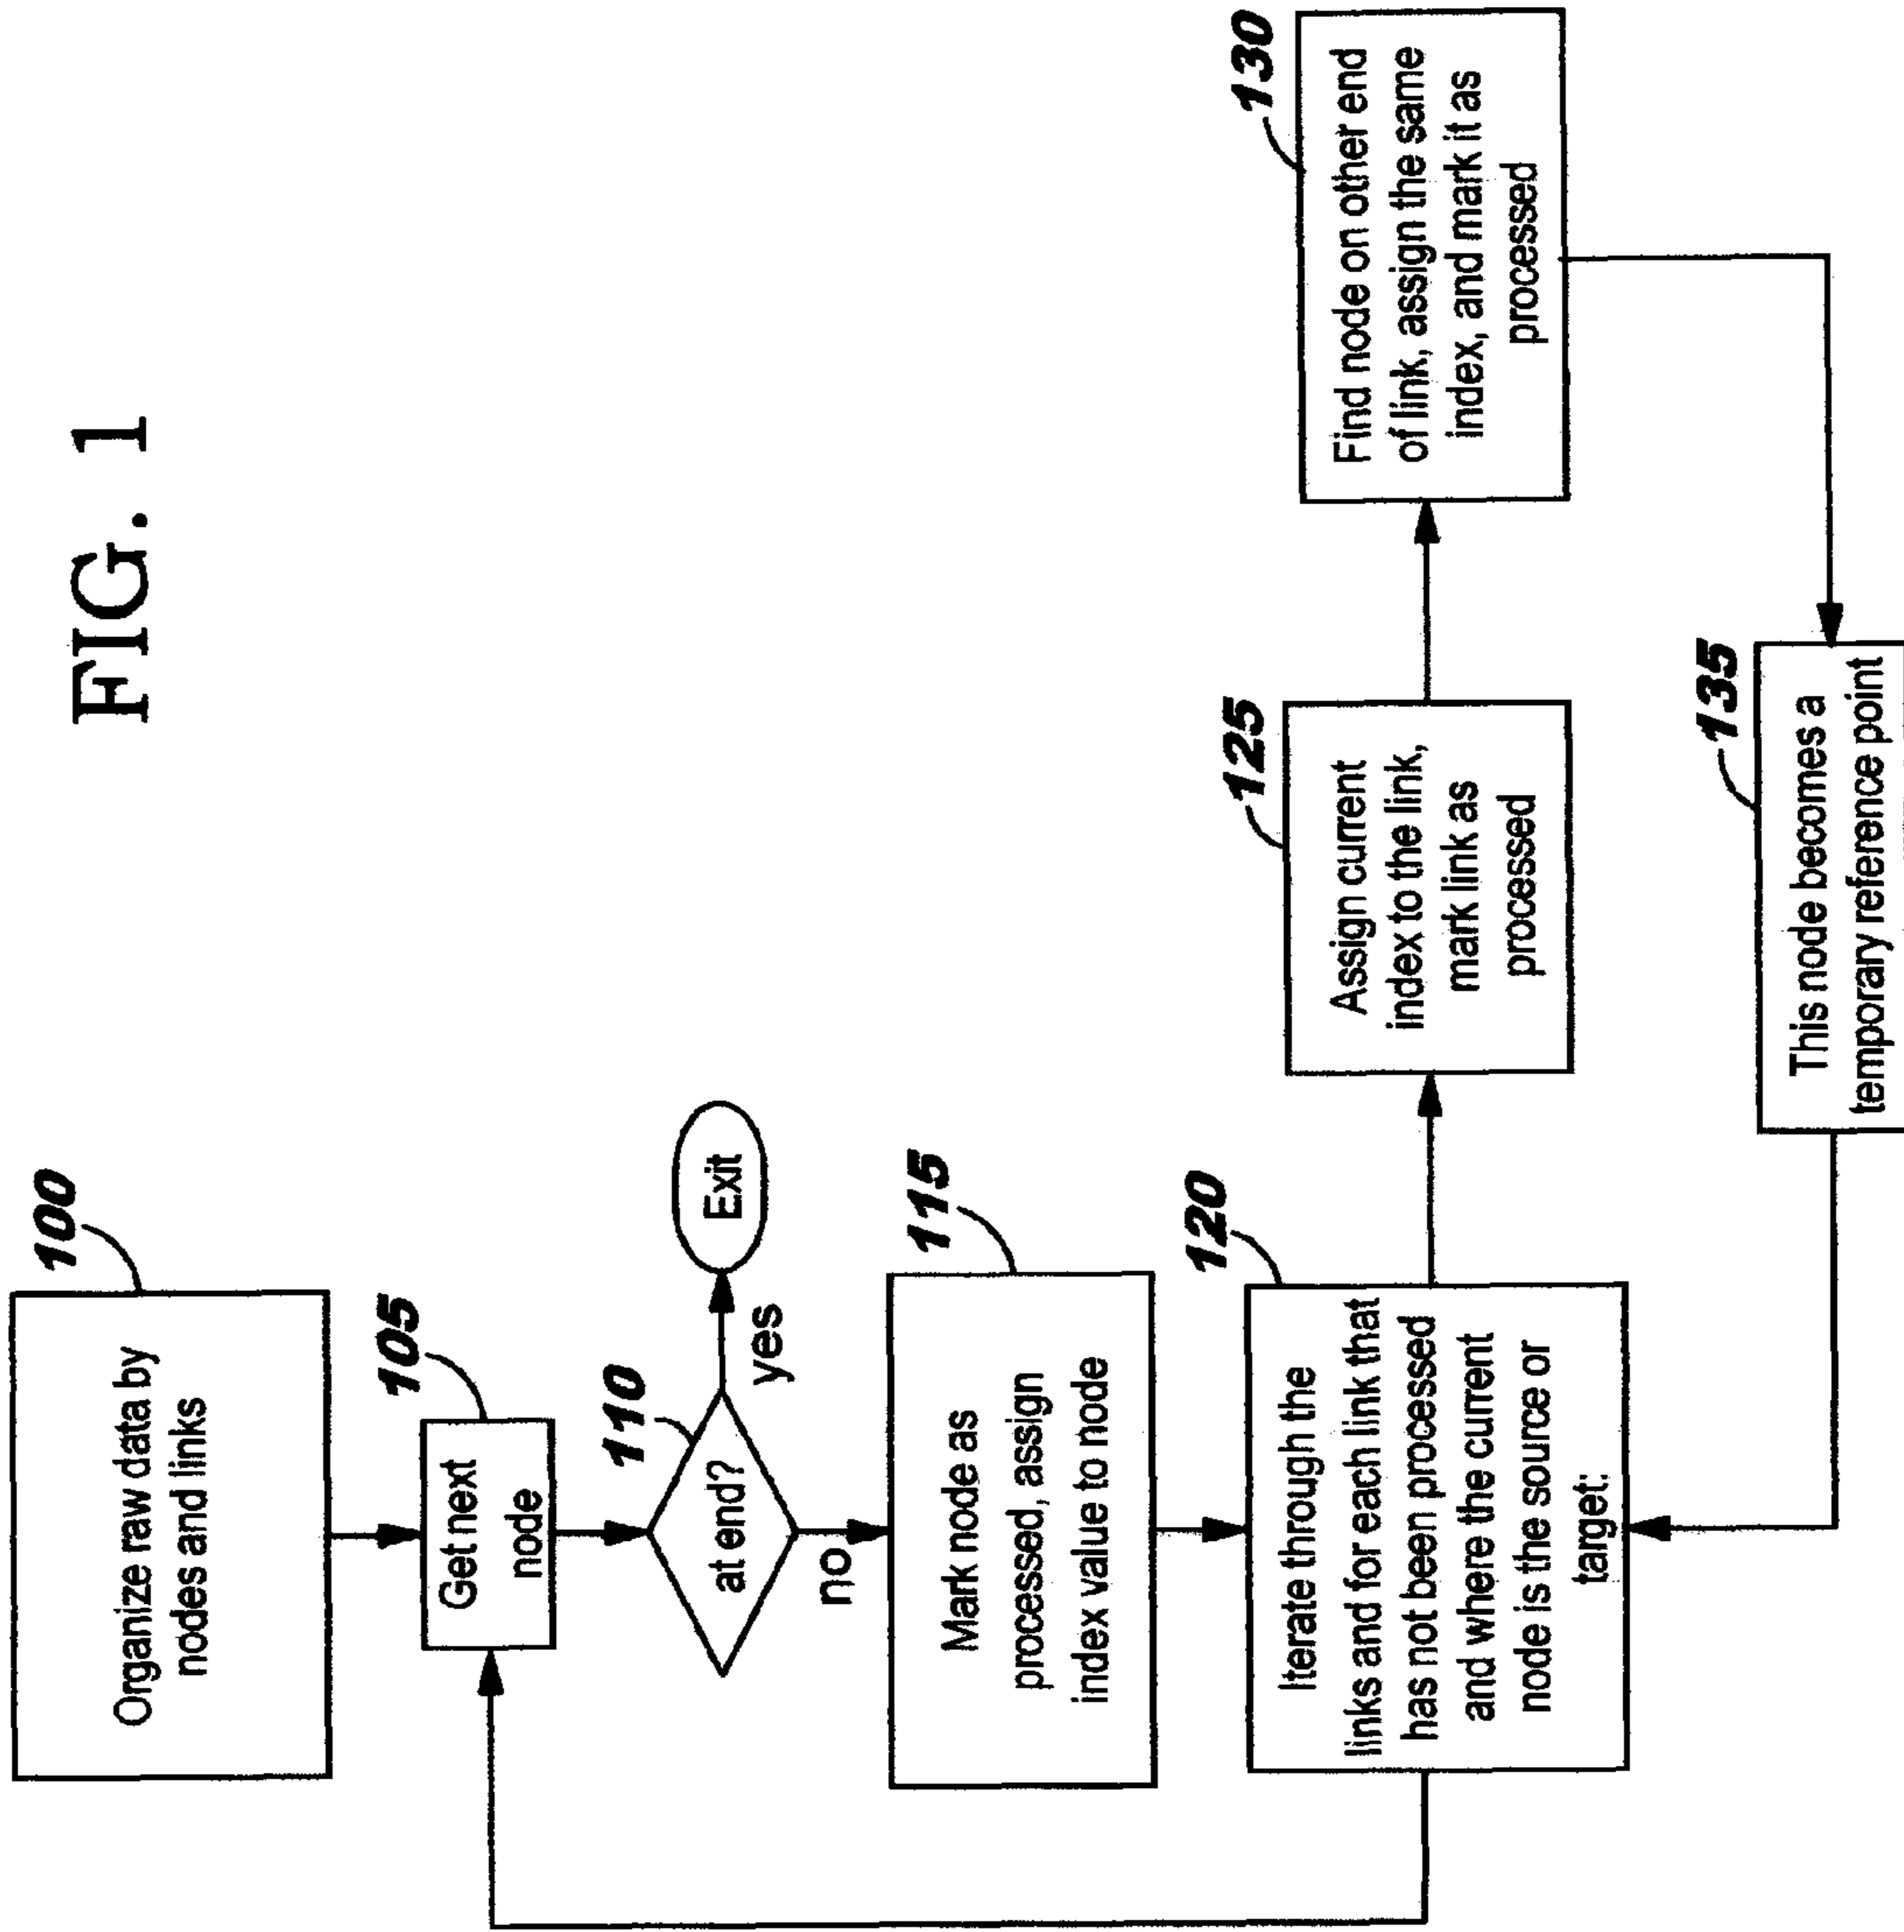 FIG. 1
100
Organize raw data by
nodes and links
105
Get next
node
110
at end?
yes
Exit
no
115
Mark node as
processed, assign
index value to node
120
Iterate through the
links and for each link that
has not been processed
and where the current
node is the source or
target:
125
Assign current
index to the link,
mark link as
processed
130
Find node on other end
of link, assign the same
index, and mark it as
processed
135
This node becomes a
temporary reference point